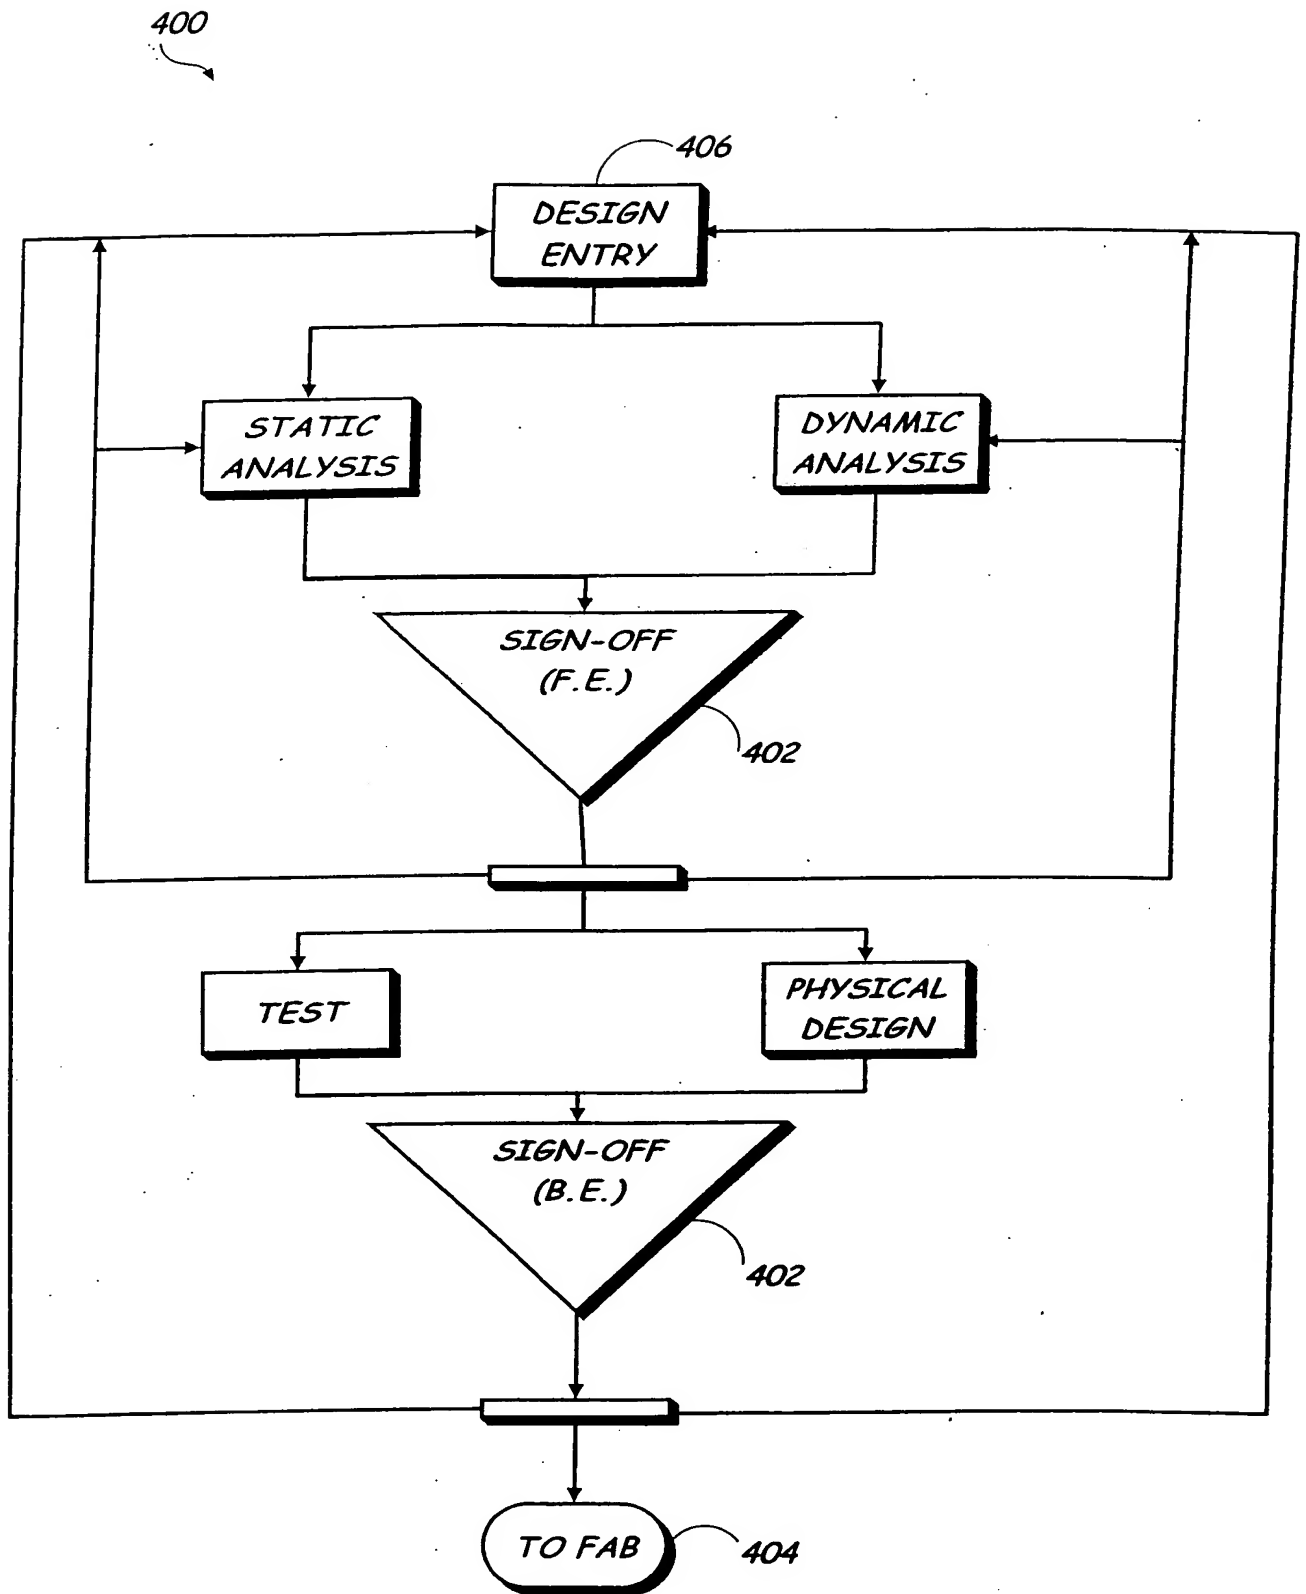 400
406
DESIGN
ENTRY
STATIC
ANALYSIS
DYNAMIC
ANALYSIS
SIGN-OFF
(F.E.)
402
TEST
PHYSICAL
DESIGN
SIGN-OFF
(B.E.)
402
TO FAB
404